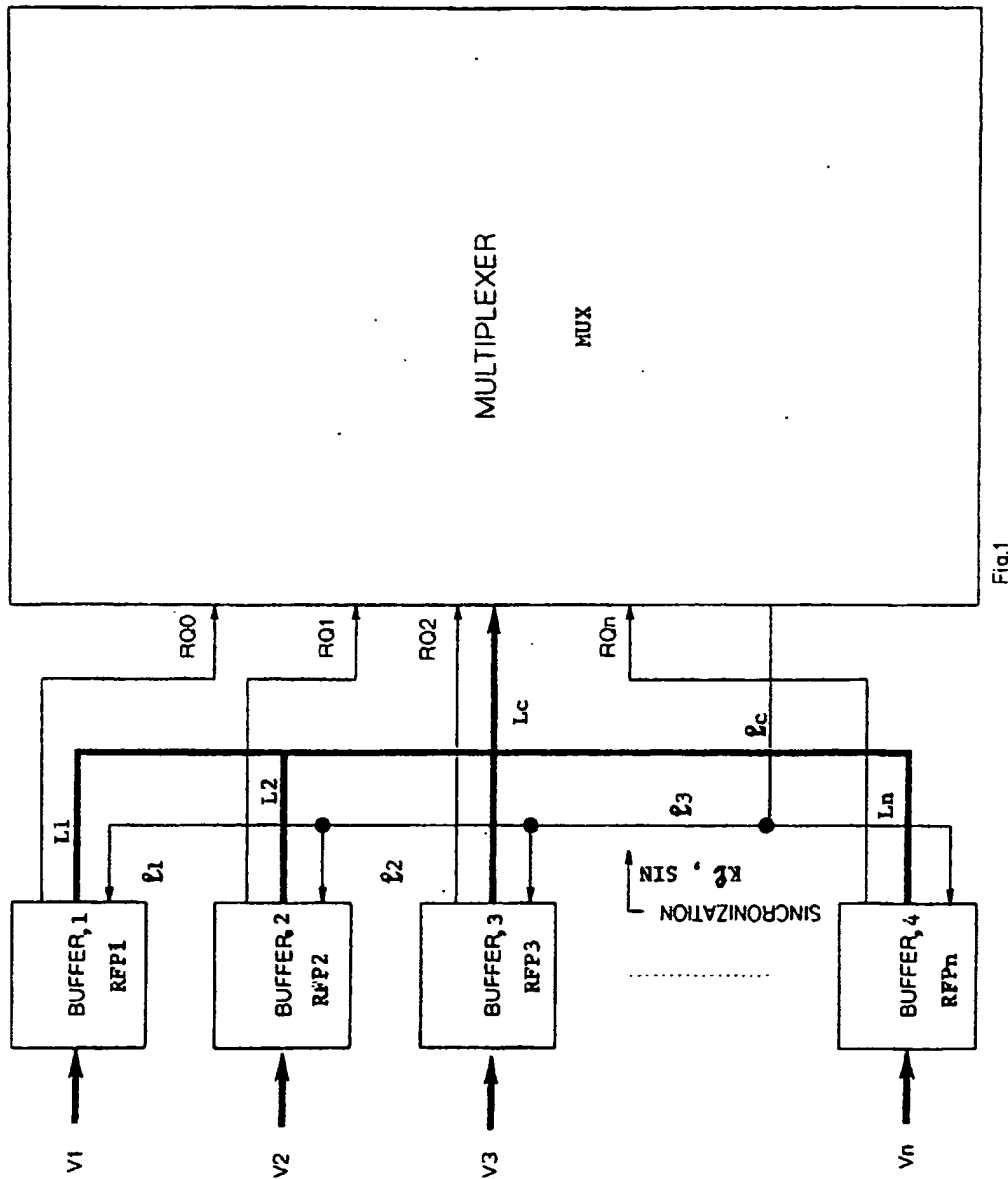 V1
V2
V3
Vn
BUFFER, 1
RFP1
BUFFER, 2
RFP2
BUFFER, 3
RFP3
BUFFER, 4
RFPn
SINCRONIZATION
Kℓ, SIN
L1
L2
Lc
Ln
ℓ1
ℓ2
ℓ3
ℓc
RQ0
RQ1
RQ2
RQn
MULTIPLEXER
MUX
Fig.1